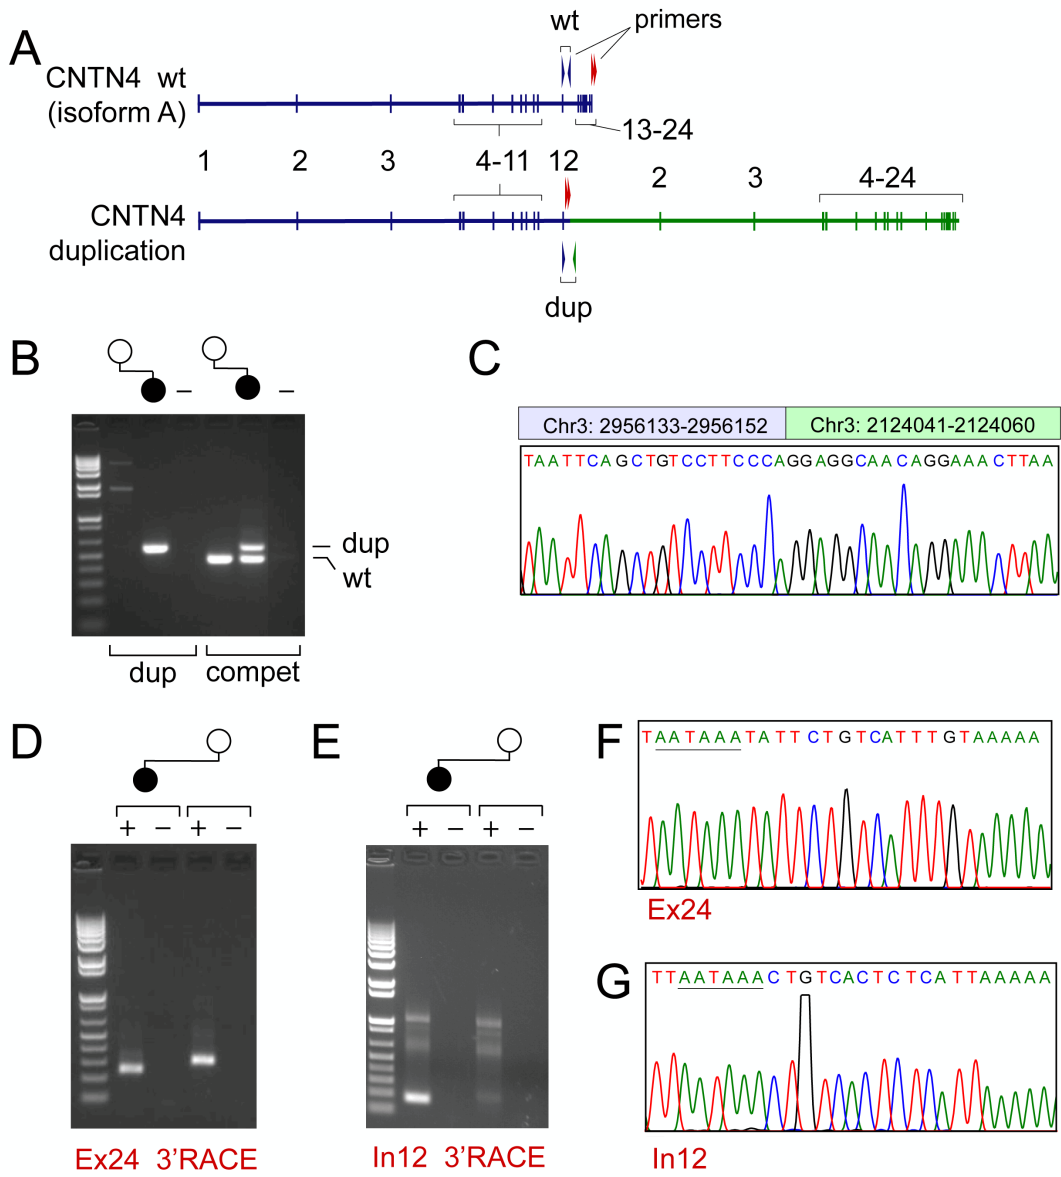 A
wt
primers
CNTN4 wt
(isoform A)
13-24
1 2 3 4-11 12
2 3 4-24
CNTN4
duplication
dup
B
– –
dup
wt
dup compet
C
Chr3: 2956133-2956152 Chr3: 2124041-2124060
TAATTCAGCTGTCCTTCCCAGGAGGCAACAGGAAACTTAA
D
+ – + –
Ex24 3'RACE
E
+ – + –
In12 3'RACE
F
TAATAAATATTCTGTCATTTGTAAAAA
Ex24
G
TTAATAAACTGTCACTCTCATTAAAAA
In12